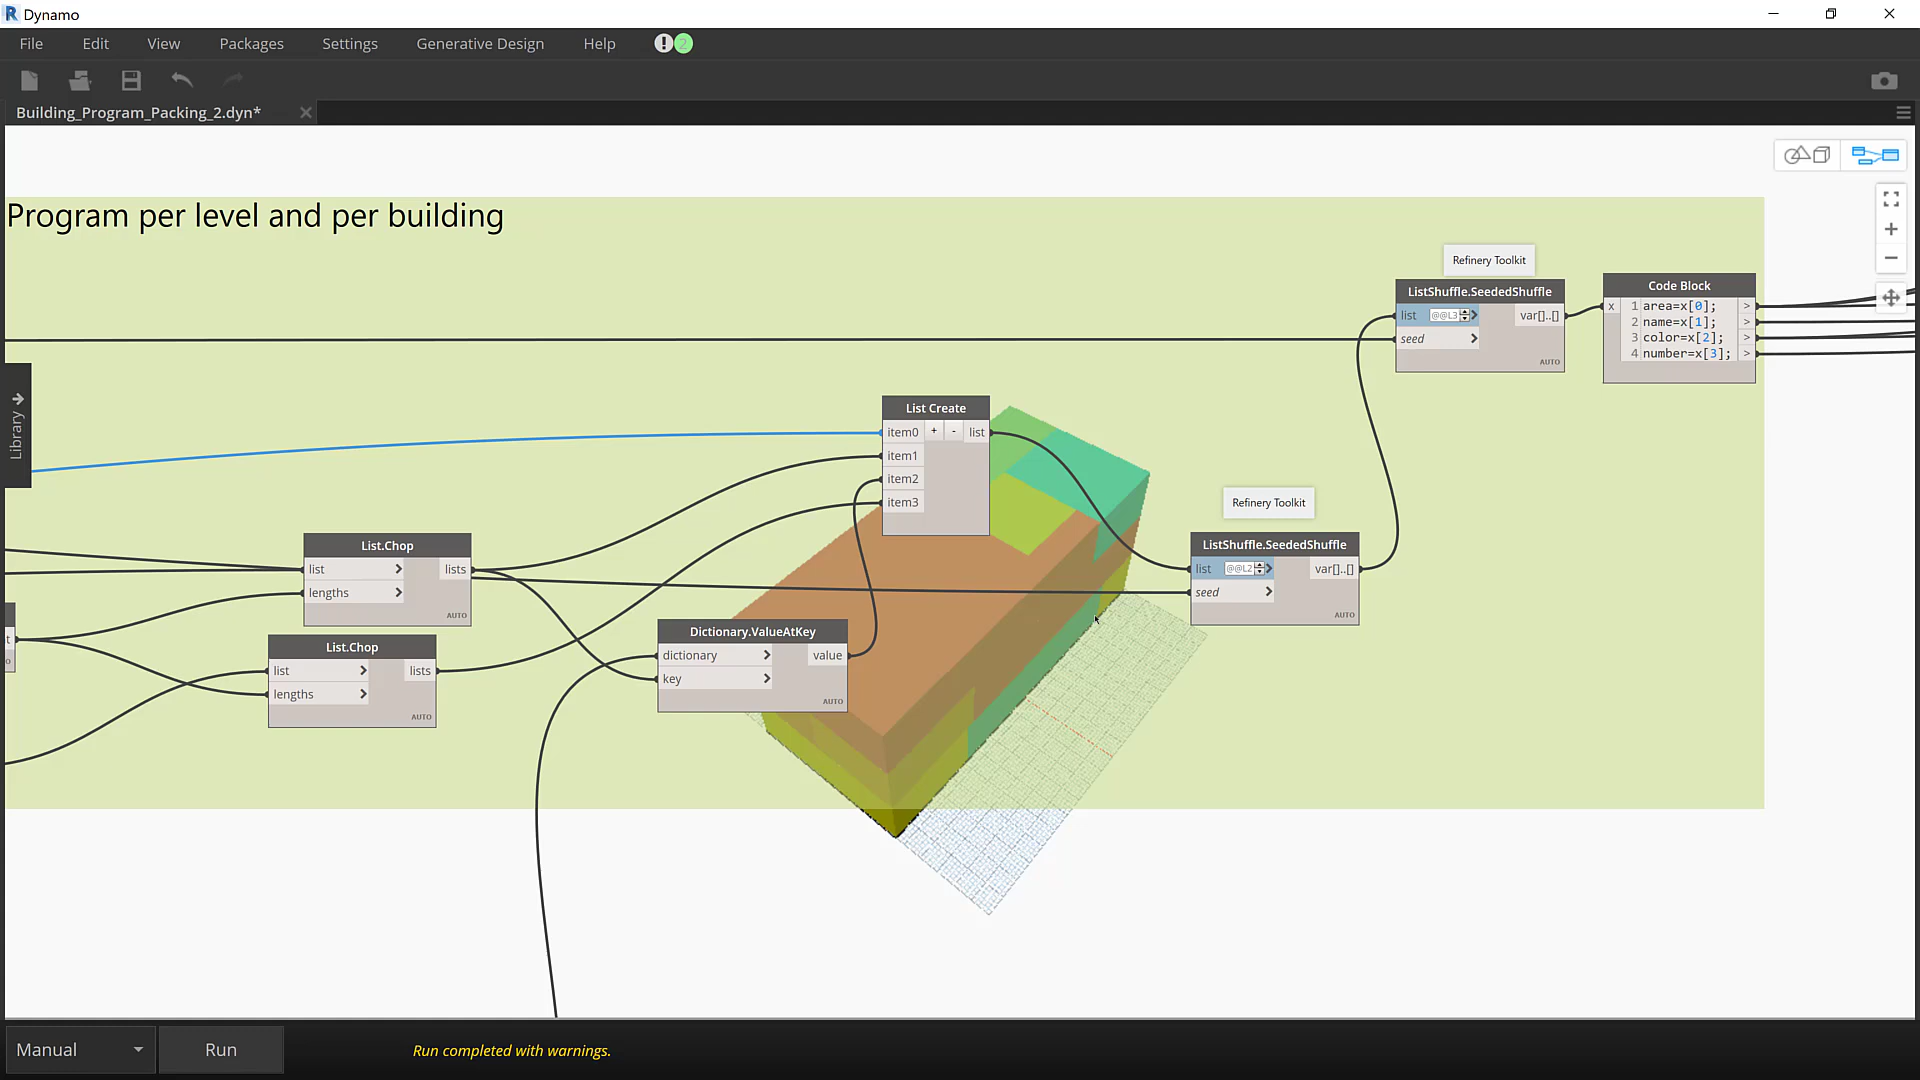 Dynamo
File Edit View Packages Settings Generative Design Help ! 2
Building_Program_Packing_2.dyn*
Program per level and per building
Refinery Toolkit
ListShuffle.SeededShuffle
list @@L3 > var[]..[]
seed >
AUTO
Code Block
x 1 area=x[0]; >
2 name=x[1]; >
3 color=x[2]; >
4 number=x[3]; >
Library
List Create
item0 + - list
item1
item2
item3
Refinery Toolkit
ListShuffle.SeededShuffle
list @@L2 > var[]..[]
seed >
AUTO
List.Chop
list > lists
lengths >
AUTO
List.Chop
list > lists
lengths >
AUTO
Dictionary.ValueAtKey
dictionary > value
key >
AUTO
t
Manual Run Run completed with warnings.